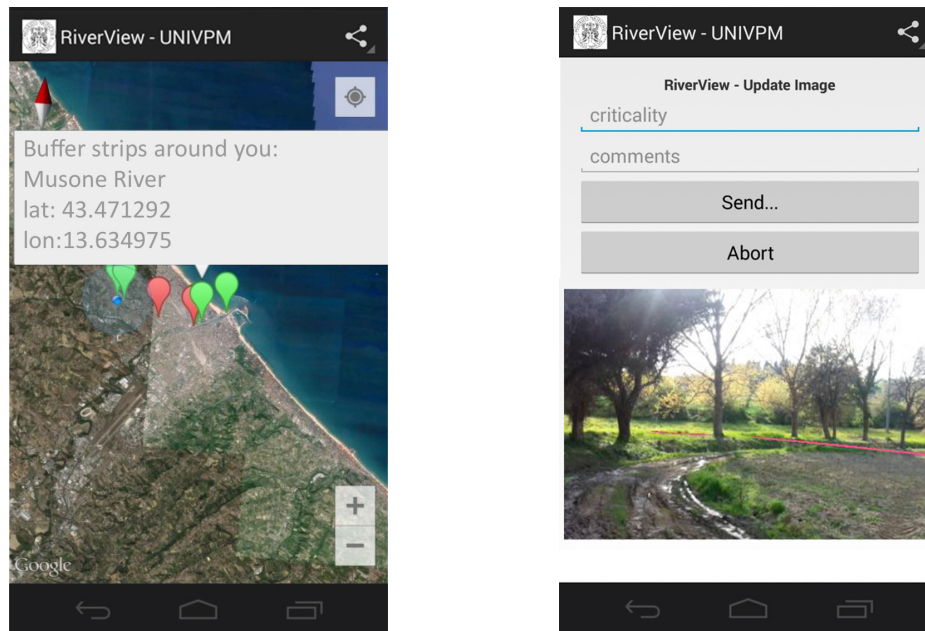 RiverView - UNIVPM
Buffer strips around you:
Musone River
lat: 43.471292
lon:13.634975
Google
RiverView - UNIVPM
RiverView - Update Image
criticality
comments
Send...
Abort